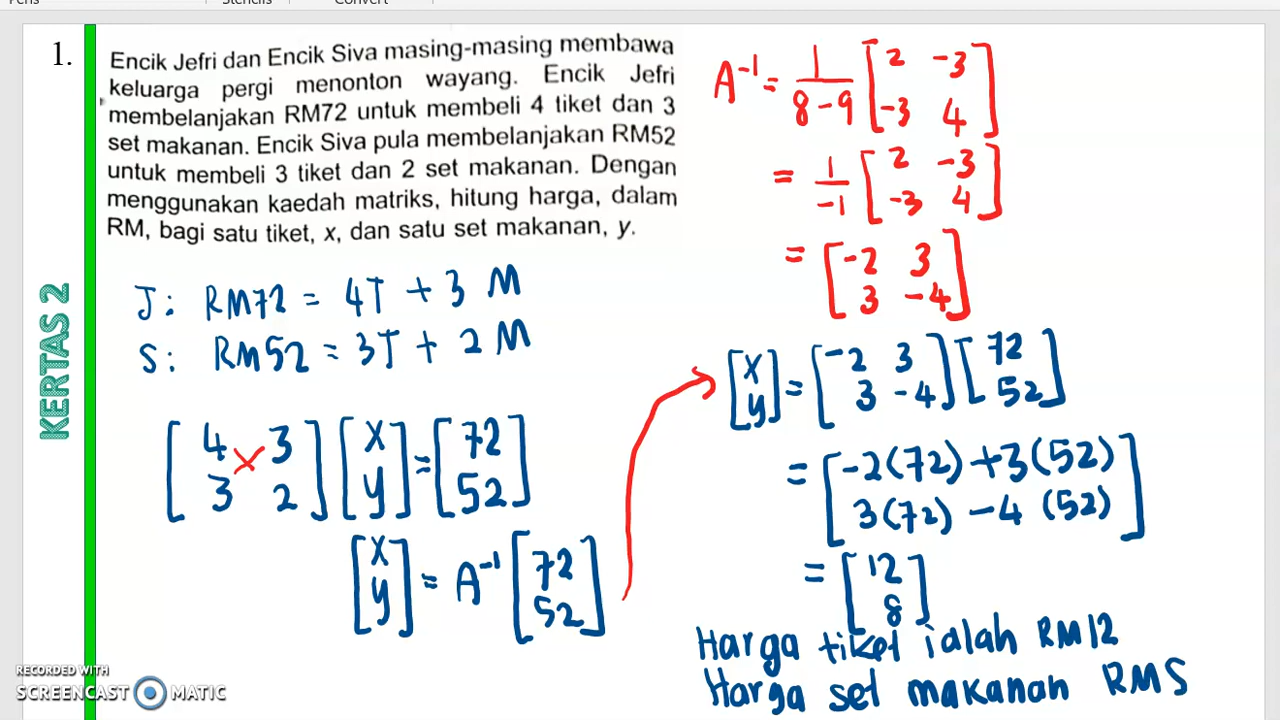 Pens Stencils Convert
1.
Encik Jefri dan Encik Siva masing-masing membawa
keluarga pergi menonton wayang. Encik Jefri
membelanjakan RM72 untuk membeli 4 tiket dan 3
set makanan. Encik Siva pula membelanjakan RM52
untuk membeli 3 tiket dan 2 set makanan. Dengan
menggunakan kaedah matriks, hitung harga, dalam
RM, bagi satu tiket, x, dan satu set makanan, y.
KERTAS 2
J: RM72 = 4T + 3 M
S: RM52 = 3T + 2 M
[4 3] [x] = [72]
[3 2] [y] [52]
[x] = A⁻¹ [72]
[y] [52]
A⁻¹ = 1/(8-9) [2 -3]
[-3 4]
= 1/-1 [2 -3]
[-3 4]
= [-2 3]
[3 -4]
[x] = [-2 3] [72]
[y] [3 -4] [52]
= [-2(72) + 3(52)]
[3(72) - 4(52)]
= [12]
[8]
Harga tiket ialah RM12
Harga set makanan RM8
RECORDED WITH
SCREENCAST MATIC